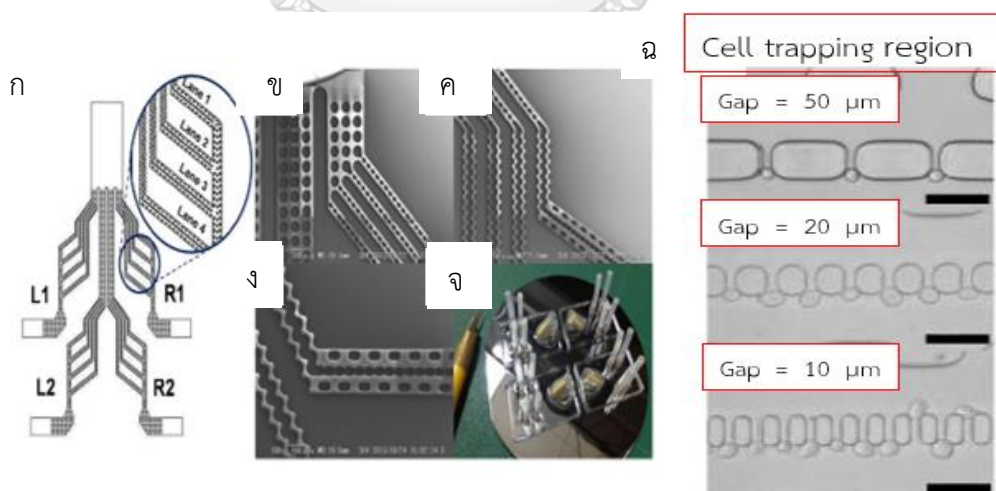 ก
Lane 1
Lane 2
Lane 3
Lane 4
L1
R1
L2
R2
ข
ค
ง
จ
ฉ
Cell trapping region
Gap = 50 μm
Gap = 20 μm
Gap = 10 μm